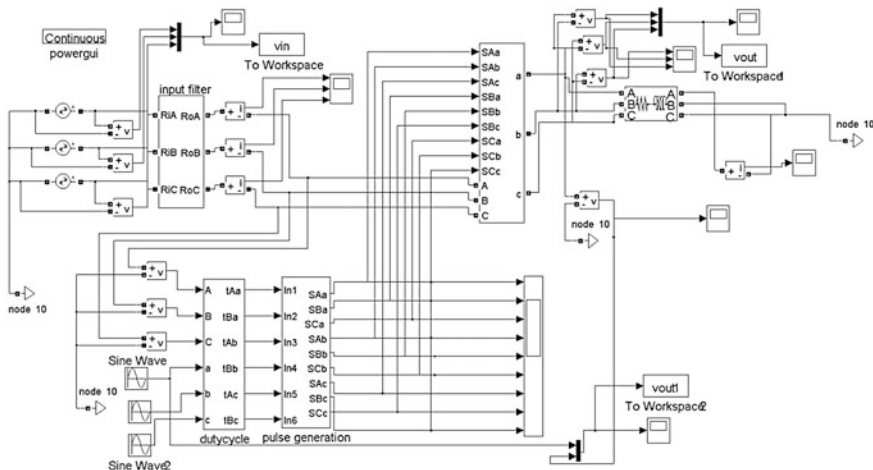 Continuous
powergui
vin
To Workspace
input filter
RiA RoA
RiB RoB
RiC RoC
+ - v
+ - v
+ - v
+ i -
+ i -
+ i -
SAa
SAb
SAc
SBa
SBb
SBc
SCa
SCb
SCc
A
B
C
a
b
c
+ - v
+ - v
+ - v
vout
To Workspace1
A A
B B
C C
node 10
+ i -
+ - v
node 10
node 10
+ - v
+ - v
+ - v
A tAa
B tBa
C tAb
a tBb
b tAc
c tBc
dutycycle
In1
In2
In3
In4
In5
In6
SAa
SBa
SCa
SAb
SBb
SCb
SAc
SBc
SCc
pulse generation
Sine Wave
node 10
Sine Wave2
vout1
To Workspace2